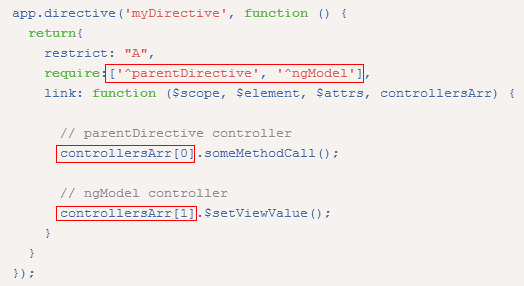 app.directive('myDirective', function () {
  return{
    restrict: "A",
    require:['^parentDirective', '^ngModel'],
    link: function ($scope, $element, $attrs, controllersArr) {

      // parentDirective controller
      controllersArr[0].someMethodCall();

      // ngModel controller
      controllersArr[1].$setViewValue();
    }
  }
});